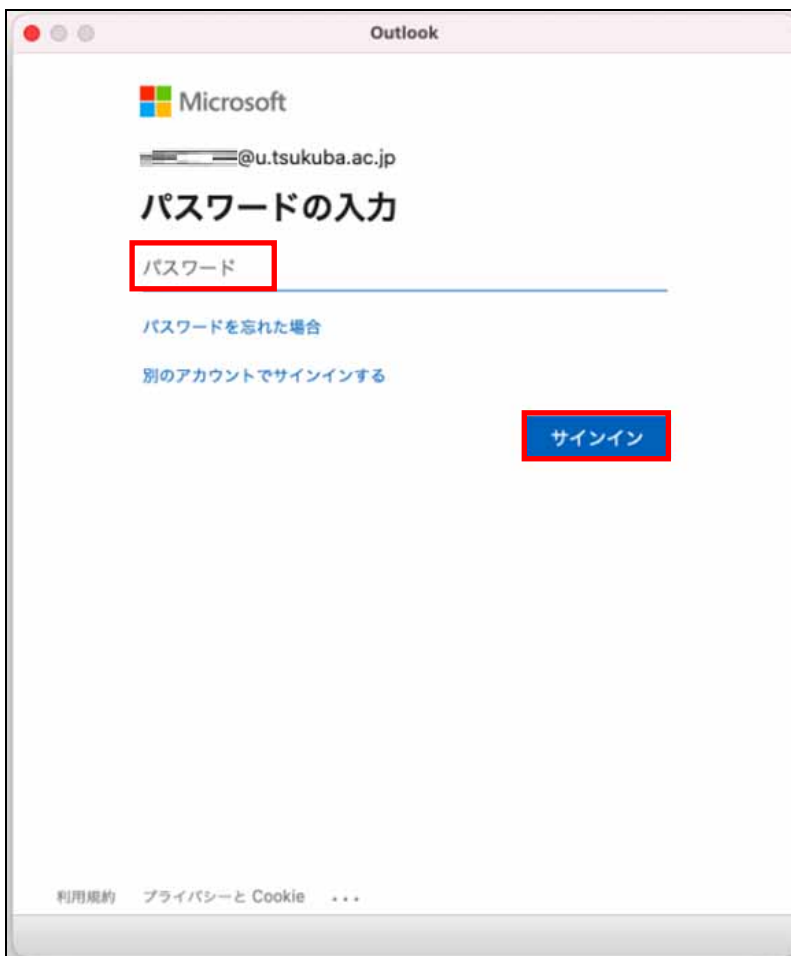 Outlook
Microsoft
@u.tsukuba.ac.jp
パスワードの入力
パスワード
パスワードを忘れた場合
別のアカウントでサインインする
サインイン
利用規約 プライバシーと Cookie ...